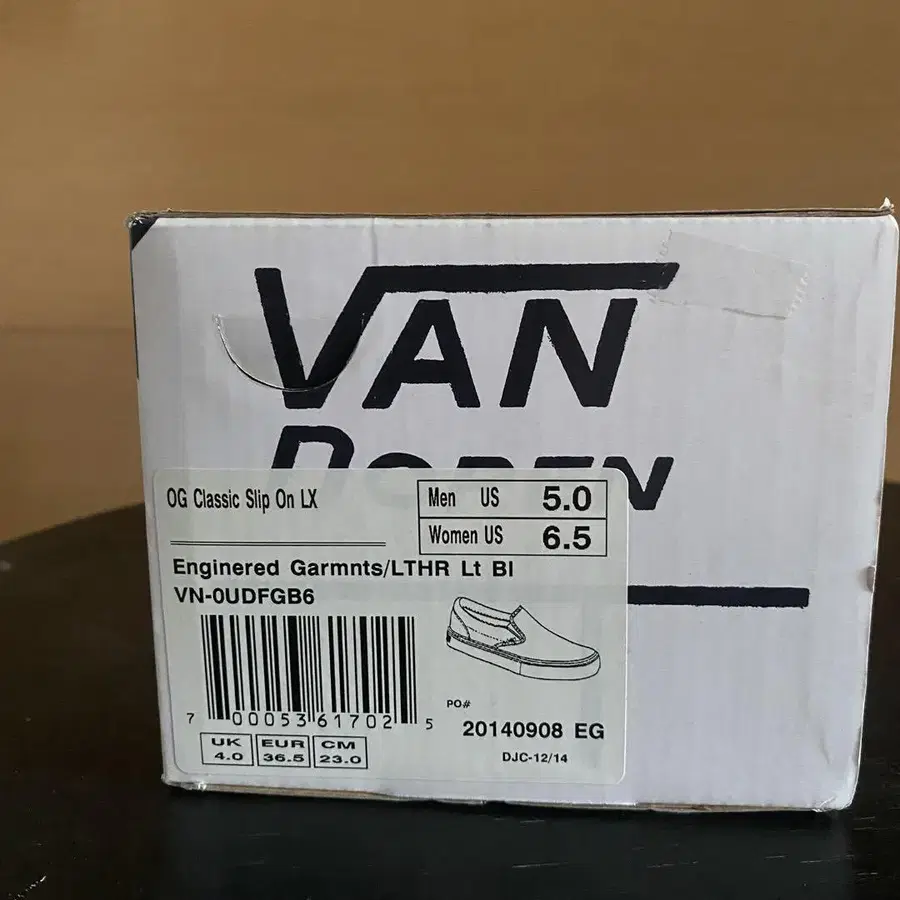 VAN
DOREN
OG Classic Slip On LX
Men US 5.0
Women US 6.5
Enginered Garmnts/LTHR Lt Bl
VN-0UDFGB6
7 00053 61702 5
PO#
20140908 EG
DJC-12/14
UK EUR CM
4.0 36.5 23.0